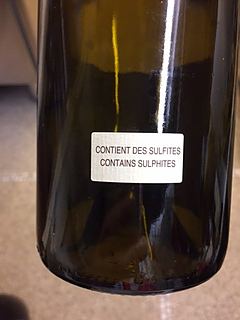 CONTIENT DES SULFITES
CONTAINS SULPHITES